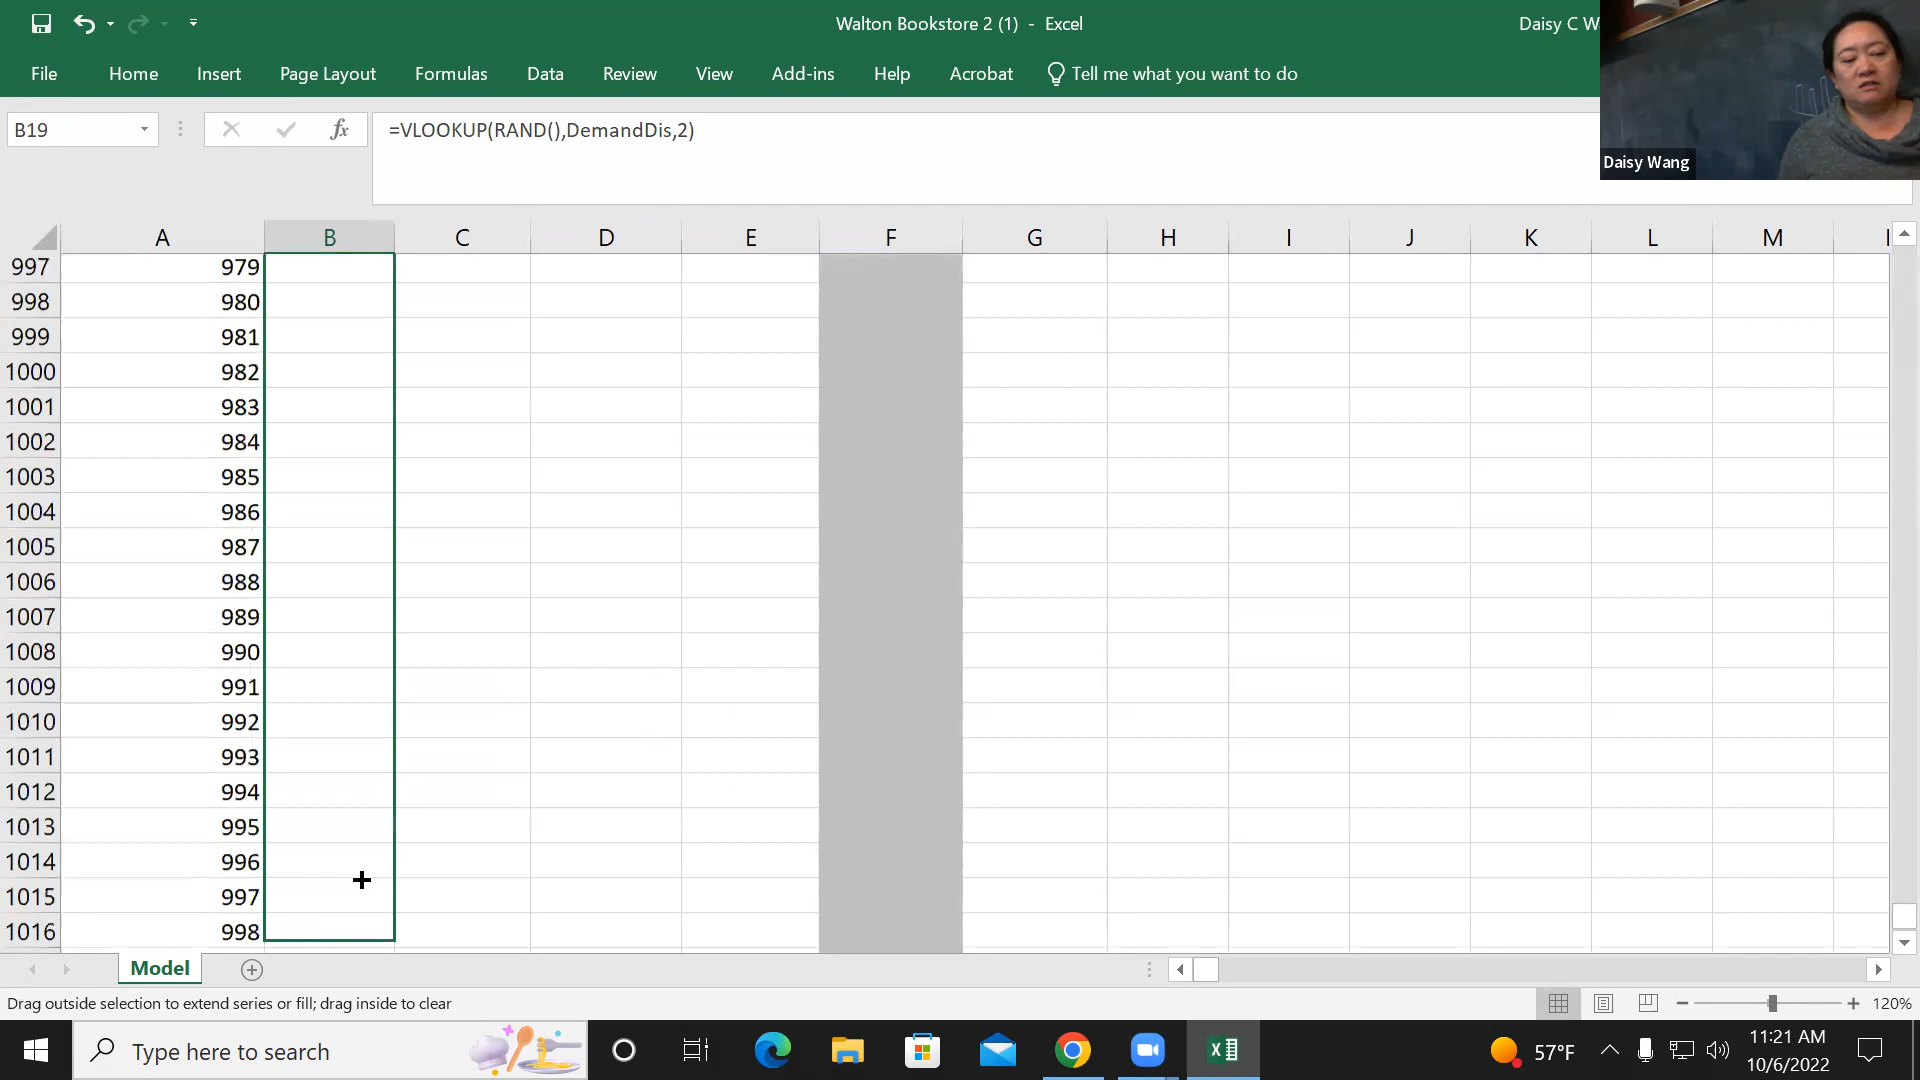 Walton Bookstore 2 (1) - Excel
Daisy C W
File Home Insert Page Layout Formulas Data Review View Add-ins Help Acrobat Tell me what you want to do
B19
fx
=VLOOKUP(RAND(),DemandDis,2)
Daisy Wang
A B C D E F G H I J K L M
997 979
998 980
999 981
1000 982
1001 983
1002 984
1003 985
1004 986
1005 987
1006 988
1007 989
1008 990
1009 991
1010 992
1011 993
1012 994
1013 995
1014 996
1015 997
1016 998
Model
Drag outside selection to extend series or fill; drag inside to clear
120%
Type here to search
57°F
11:21 AM
10/6/2022